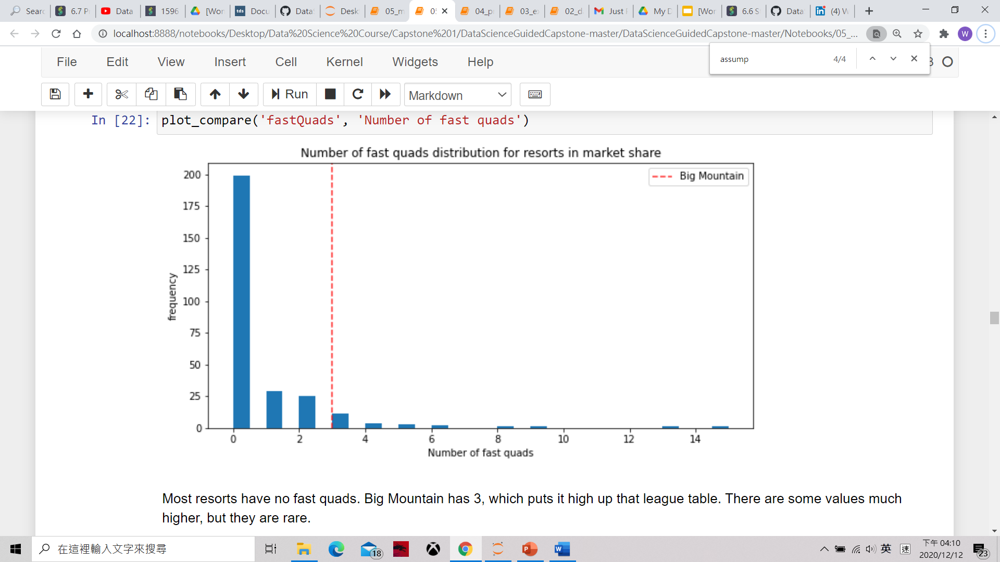 Searc
6.7 P
Data
1596
[Wor
tds Docu
Data
Desk
05_m
05
04_p
03_e
02_d
Just
My D
[Wor
6.6 S
Data
in (4) W
localhost:8888/notebooks/Desktop/Data%20Science%20Course/Capstone%201/DataScienceGuidedCapstone-master/DataScienceGuidedCapstone-master/Notebooks/05_...
W
assump 4/4
File Edit View Insert Cell Kernel Widgets Help
Run Markdown
In [22]: plot_compare('fastQuads', 'Number of fast quads')
Number of fast quads distribution for resorts in market share
Big Mountain
200
175
150
125
100
75
50
25
0
frequency
0 2 4 6 8 10 12 14
Number of fast quads
Most resorts have no fast quads. Big Mountain has 3, which puts it high up that league table. There are some values much
higher, but they are rare.
在這裡輸入文字來搜尋
18
P
W
英
速
下午 04:10
2020/12/12
23